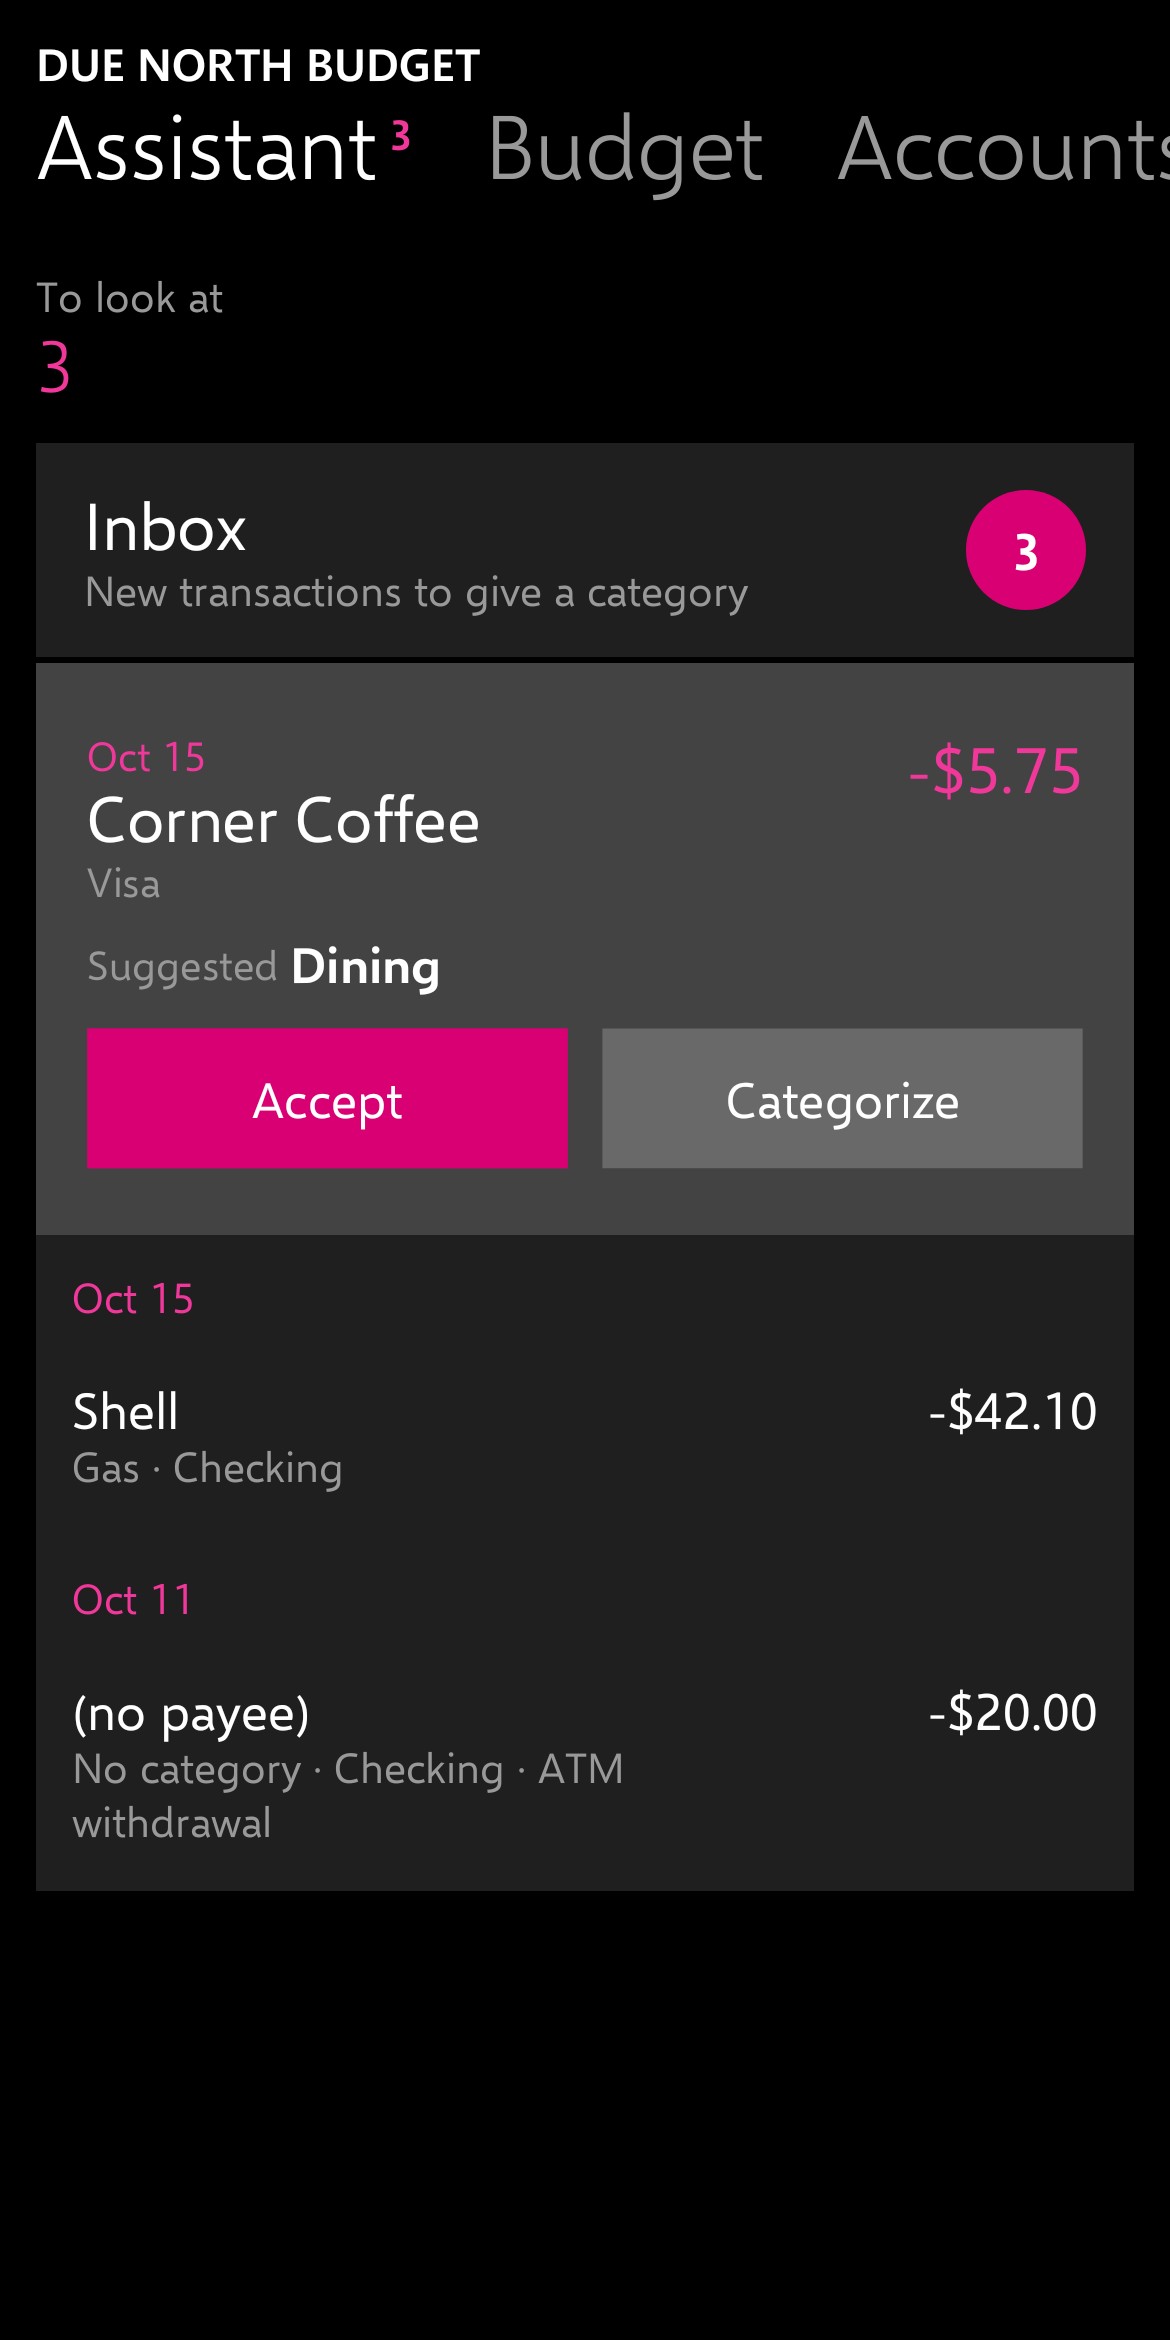 DUE NORTH BUDGET
Assistant 3 Budget Accounts
To look at
3
Inbox
New transactions to give a category
3
Oct 15
-$5.75
Corner Coffee
Visa
Suggested Dining
Accept Categorize
Oct 15
Shell -$42.10
Gas · Checking
Oct 11
(no payee) -$20.00
No category · Checking · ATM
withdrawal